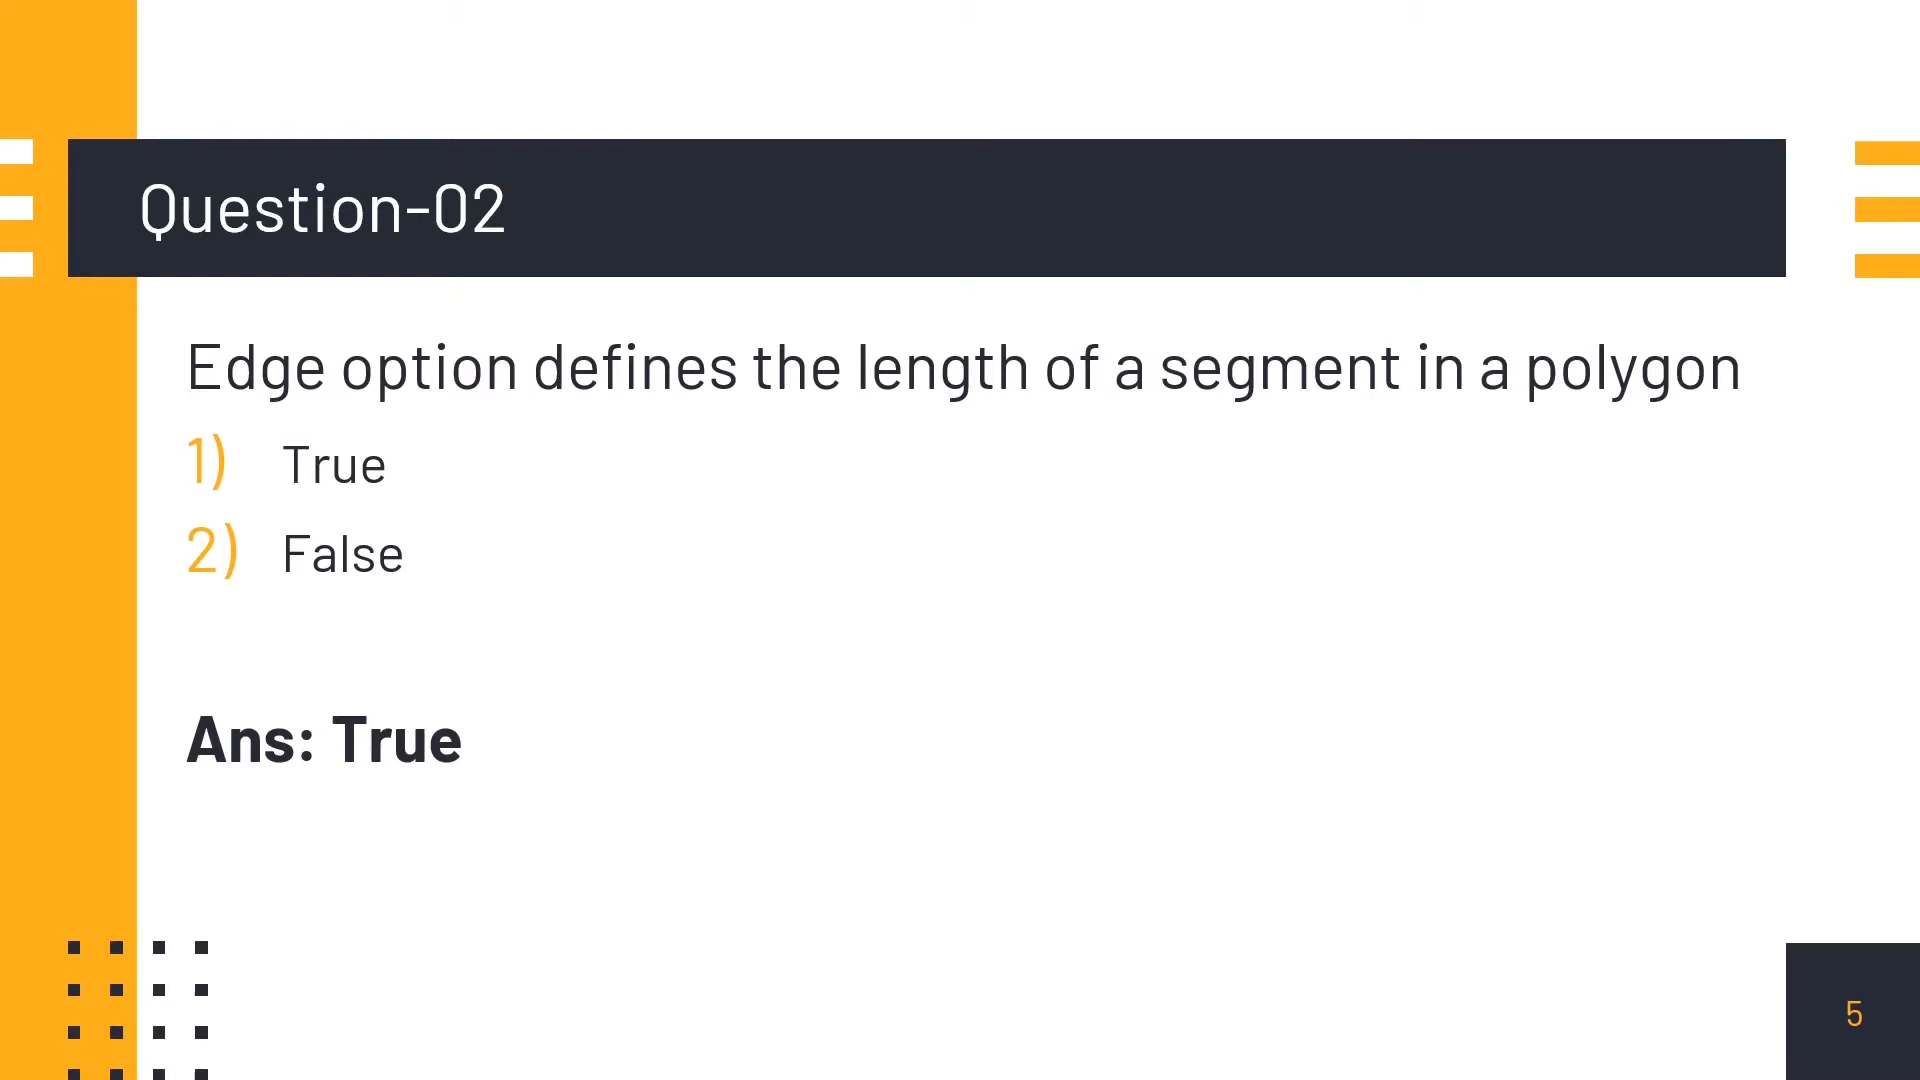 Question-02
Edge option defines the length of a segment in a polygon
1) True
2) False
Ans: True
5